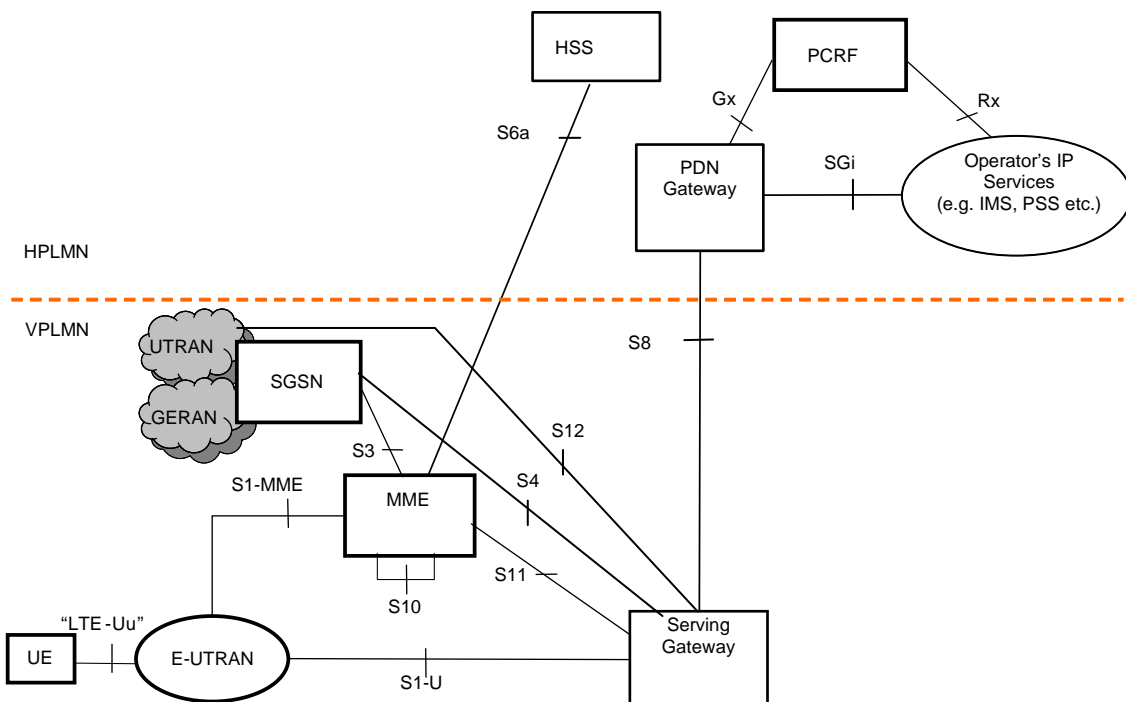 HSS
PCRF
Gx
Rx
S6a
PDN
Gateway
SGi
Operator’s IP
Services
(e.g. IMS, PSS etc.)
HPLMN
VPLMN
UTRAN
SGSN
GERAN
S8
S12
S3
S4
S1-MME
MME
S11
S10
“LTE-Uu”
UE
E-UTRAN
S1-U
Serving
Gateway